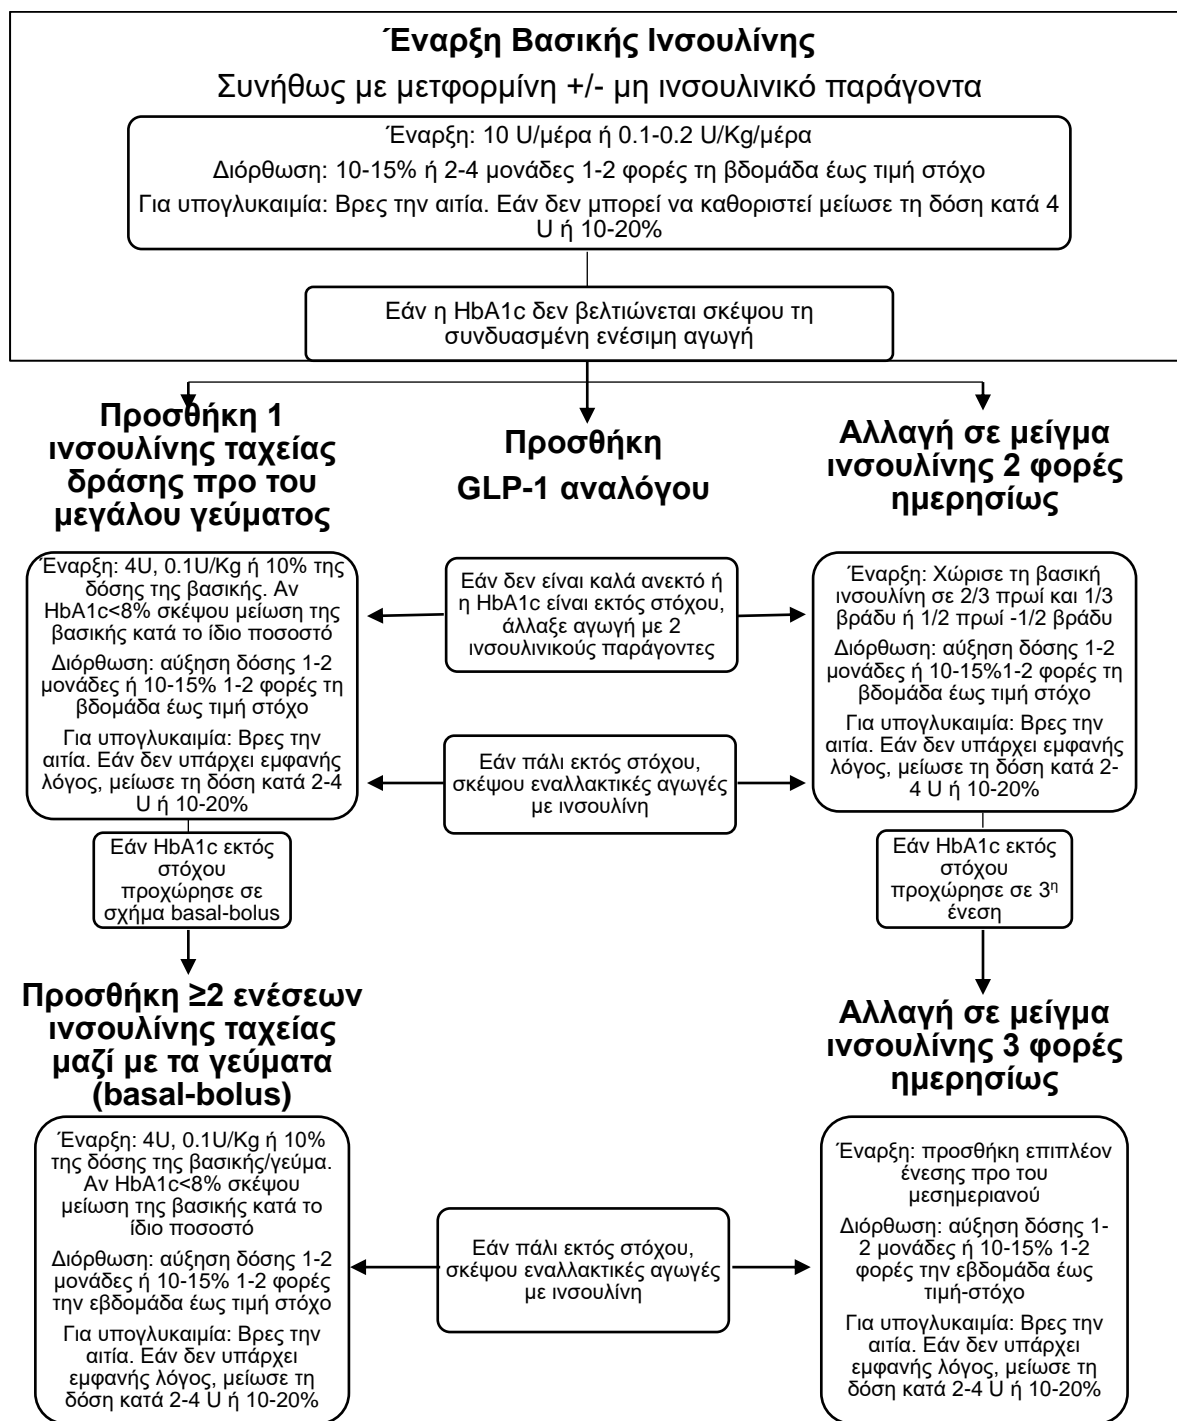 Έναρξη Βασικής Ινσουλίνης
Συνήθως με μετφορμίνη +/- μη ινσουλινικό παράγοντα
Έναρξη: 10 U/μέρα ή 0.1-0.2 U/Kg/μέρα
Διόρθωση: 10-15% ή 2-4 μονάδες 1-2 φορές τη βδομάδα έως τιμή στόχο
Για υπογλυκαιμία: Βρες την αιτία. Εάν δεν μπορεί να καθοριστεί μείωσε τη δόση κατά 4
U ή 10-20%
Εάν η HbA1c δεν βελτιώνεται σκέψου τη
συνδυασμένη ενέσιμη αγωγή
Προσθήκη 1
ινσουλίνης ταχείας
δράσης προ του
μεγάλου γεύματος
Προσθήκη
GLP-1 αναλόγου
Αλλαγή σε μείγμα
ινσουλίνης 2 φορές
ημερησίως
Έναρξη: 4U, 0.1U/Kg ή 10% της
δόσης της βασικής. Αν
HbA1c<8% σκέψου μείωση της
βασικής κατά το ίδιο ποσοστό
Διόρθωση: αύξηση δόσης 1-2
μονάδες ή 10-15% 1-2 φορές τη
βδομάδα έως τιμή στόχο
Για υπογλυκαιμία: Βρες την
αιτία. Εάν δεν υπάρχει εμφανής
λόγος, μείωσε τη δόση κατά 2-4
U ή 10-20%
Εάν δεν είναι καλά ανεκτό ή
η HbA1c είναι εκτός στόχου,
άλλαξε αγωγή με 2
ινσουλινικούς παράγοντες
Έναρξη: Χώρισε τη βασική
ινσουλίνη σε 2/3 πρωί και 1/3
βράδυ ή 1/2 πρωί -1/2 βράδυ
Διόρθωση: αύξηση δόσης 1-2
μονάδες ή 10-15%1-2 φορές τη
βδομάδα έως τιμή στόχο
Για υπογλυκαιμία: Βρες την
αιτία. Εάν δεν υπάρχει εμφανής
λόγος, μείωσε τη δόση κατά 2-
4 U ή 10-20%
Εάν πάλι εκτός στόχου,
σκέψου εναλλακτικές αγωγές
με ινσουλίνη
Εάν HbA1c εκτός
στόχου
προχώρησε σε
σχήμα basal-bolus
Εάν HbA1c εκτός
στόχου
προχώρησε σε 3η
ένεση
Προσθήκη ≥2 ενέσεων
ινσουλίνης ταχείας
μαζί με τα γεύματα
(basal-bolus)
Αλλαγή σε μείγμα
ινσουλίνης 3 φορές
ημερησίως
Έναρξη: 4U, 0.1U/Kg ή 10%
της δόσης της βασικής/γεύμα.
Αν HbA1c<8% σκέψου
μείωση της βασικής κατά το
ίδιο ποσοστό
Διόρθωση: αύξηση δόσης 1-2
μονάδες ή 10-15% 1-2 φορές
την εβδομάδα έως τιμή στόχο
Για υπογλυκαιμία: Βρες την
αιτία. Εάν δεν υπάρχει
εμφανής λόγος, μείωσε τη
δόση κατά 2-4 U ή 10-20%
Εάν πάλι εκτός στόχου,
σκέψου εναλλακτικές αγωγές
με ινσουλίνη
Έναρξη: προσθήκη επιπλέον
ένεσης προ του
μεσημεριανού
Διόρθωση: αύξηση δόσης 1-
2 μονάδες ή 10-15% 1-2
φορές την εβδομάδα έως
τιμή-στόχο
Για υπογλυκαιμία: Βρες την
αιτία. Εάν δεν υπάρχει
εμφανής λόγος, μείωσε τη
δόση κατά 2-4 U ή 10-20%